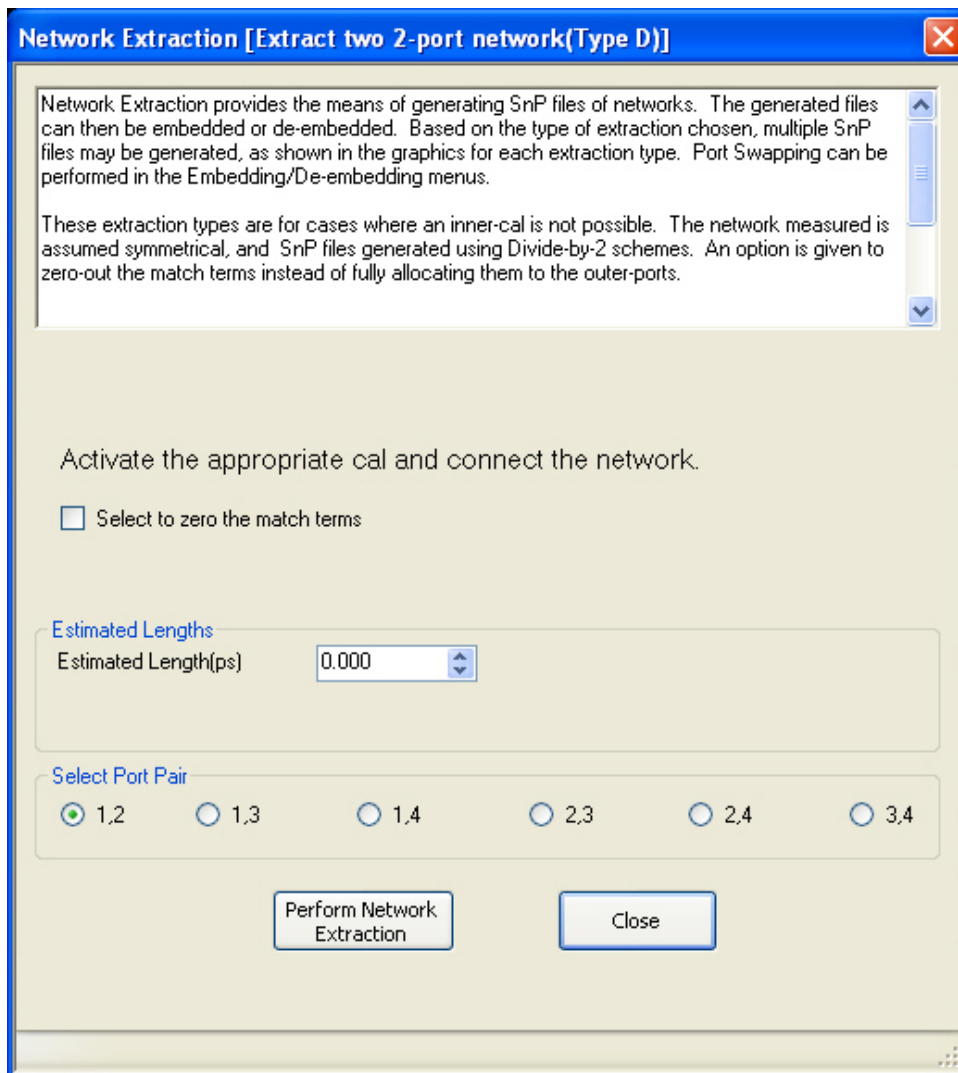 Network Extraction [Extract two 2-port network(Type D)]
Network Extraction provides the means of generating SnP files of networks.  The generated files
can then be embedded or de-embedded.  Based on the type of extraction chosen, multiple SnP
files may be generated, as shown in the graphics for each extraction type.  Port Swapping can be
performed in the Embedding/De-embedding menus.
These extraction types are for cases where an inner-cal is not possible.  The network measured is
assumed symmetrical, and  SnP files generated using Divide-by-2 schemes.  An option is given to
zero-out the match terms instead of fully allocating them to the outer-ports.
Activate the appropriate cal and connect the network.
Select to zero the match terms
Estimated Lengths
Estimated Length(ps) 0.000
Select Port Pair
1,2 1,3 1,4 2,3 2,4 3,4
Perform Network
Extraction
Close